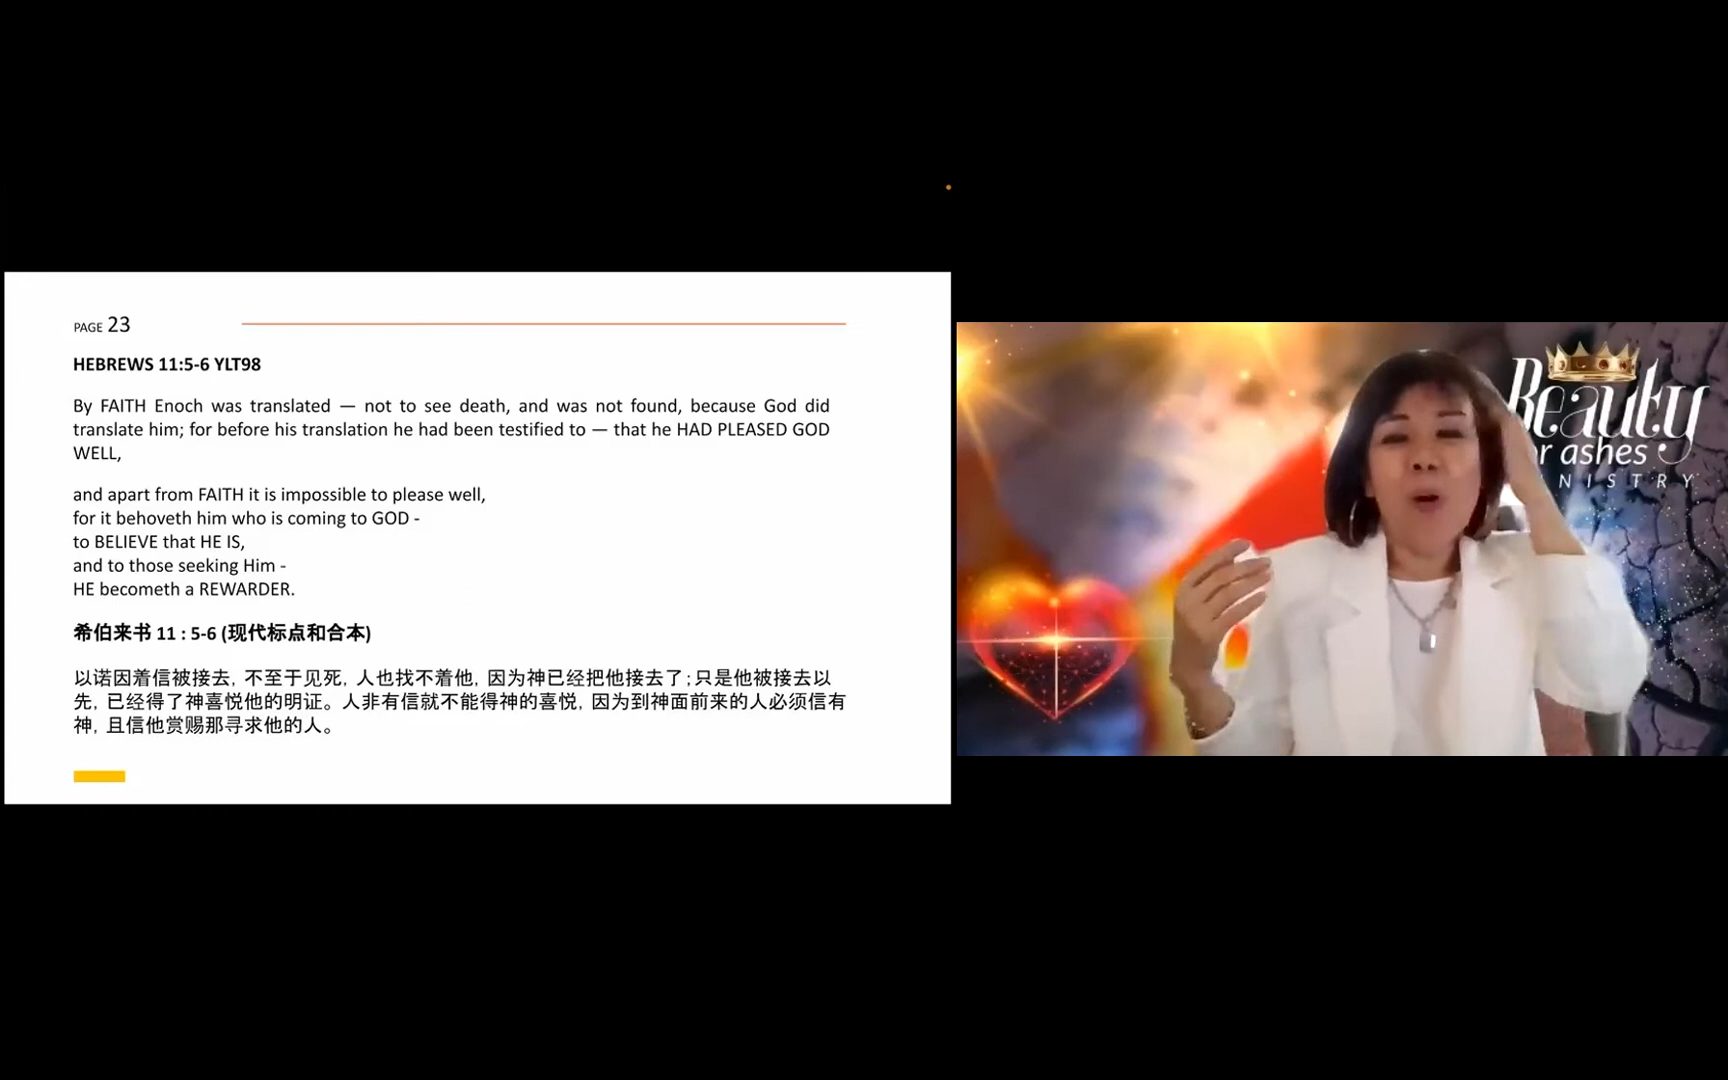 PAGE 23
HEBREWS 11:5-6 YLT98
By FAITH Enoch was translated — not to see death, and was not found, because God did
translate him; for before his translation he had been testified to — that he HAD PLEASED GOD
WELL,
and apart from FAITH it is impossible to please well,
for it behoveth him who is coming to GOD -
to BELIEVE that HE IS,
and to those seeking Him -
HE becometh a REWARDER.
希伯来书 11 : 5-6 (现代标点和合本)
以诺因着信被接去, 不至于见死, 人也找不着他, 因为神已经把他接去了;只是他被接去以
先, 已经得了神喜悦他的明证。人非有信就不能得神的喜悦, 因为到神面前来的人必须信有
神, 且信他赏赐那寻求他的人。
Beauty
r ashes
NISTRY